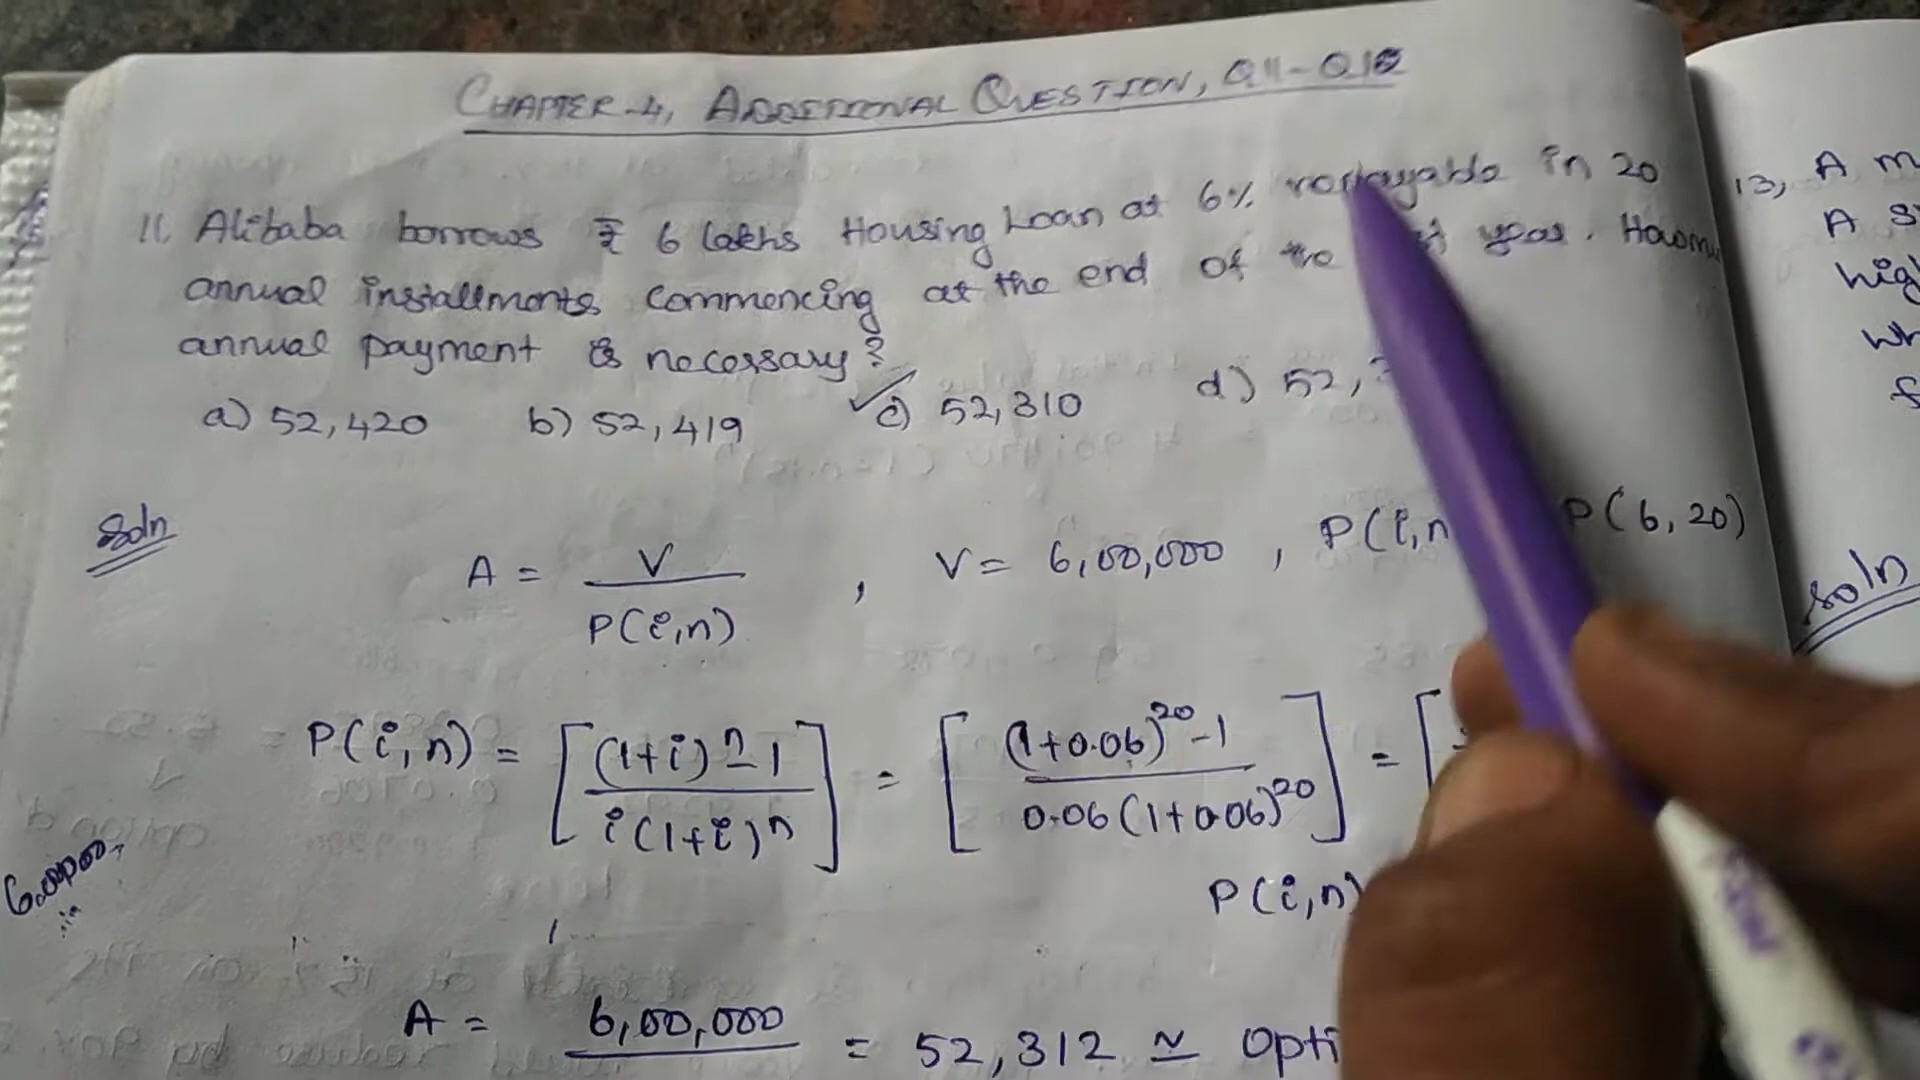 CHAPTER-4, ADDITIONAL QUESTION, Q11-Q12
11. Alibaba borrows ₹ 6 lakhs Housing Loan at 6% repayable in 20
annual installments commencing at the end of the year.
annual payment is necessary?
a) 52,420 b) 52,419 c) 52,310 d) 52,
Soln
A = V / P(i,n) , V = 6,00,000 , P(i,n P(6,20)
P(i,n) = [ (1+i)^n - 1 / i(1+i)^n ] = [ (1+0.06)^20 - 1 / 0.06(1+0.06)^20 ] = [
P(i,n)
A = 6,00,000 = 52,312 ≃ Opti
13, A
A
soln